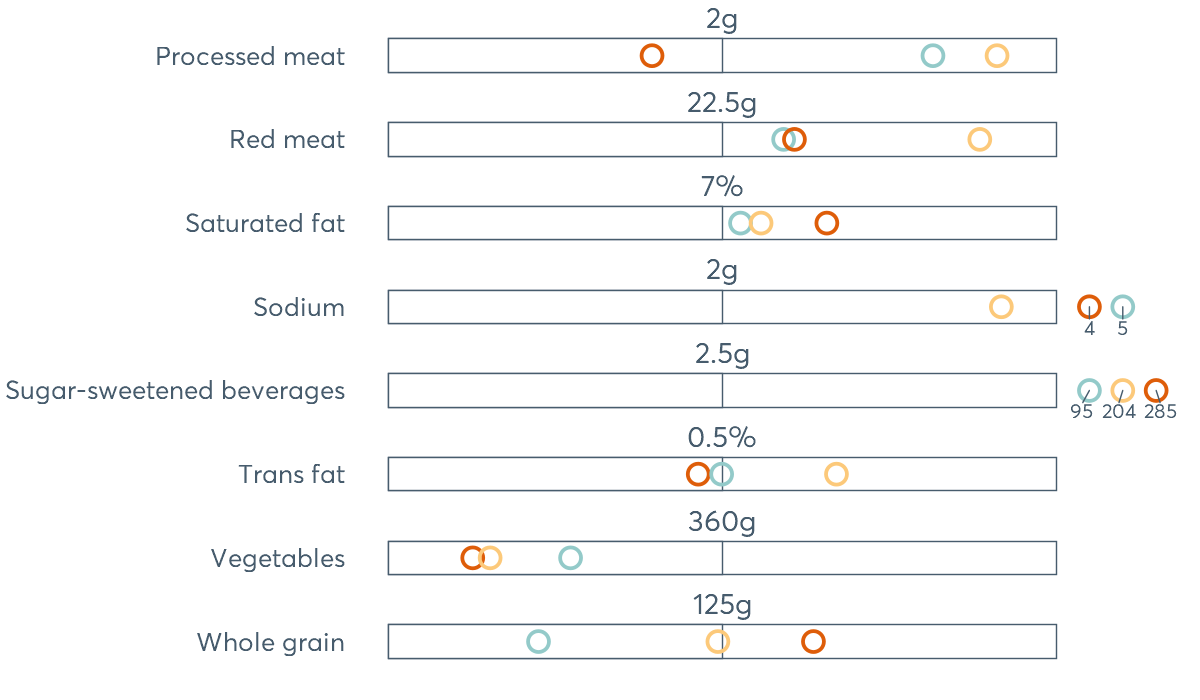 2g
Processed meat
22.5g
Red meat
7%
Saturated fat
2g
Sodium
4 5
2.5g
Sugar-sweetened beverages
95 204 285
0.5%
Trans fat
360g
Vegetables
125g
Whole grain